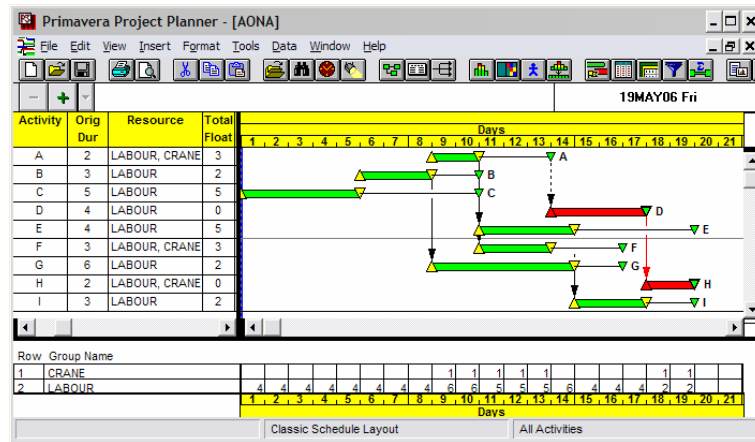 Primavera Project Planner - [AONA]
File Edit View Insert Format Tools Data Window Help
19MAY06 Fri
Activity Orig Dur Resource Total Float
Days
1 2 3 4 5 6 7 8 9 10 11 12 13 14 15 16 17 18 19 20 21
A 2 LABOUR, CRANE 3 A
B 3 LABOUR 2 B
C 5 LABOUR 5 C
D 4 LABOUR 0 D
E 4 LABOUR 5 E
F 3 LABOUR, CRANE 3 F
G 6 LABOUR 2 G
H 2 LABOUR, CRANE 0 H
I 3 LABOUR 2 I
Row Group Name
1 CRANE 1 1 1 1 1 1 1
2 LABOUR 4 4 4 4 4 4 4 4 6 6 5 5 5 6 4 4 4 2 2
1 2 3 4 5 6 7 8 9 10 11 12 13 14 15 16 17 18 19 20 21
Days
Classic Schedule Layout All Activities